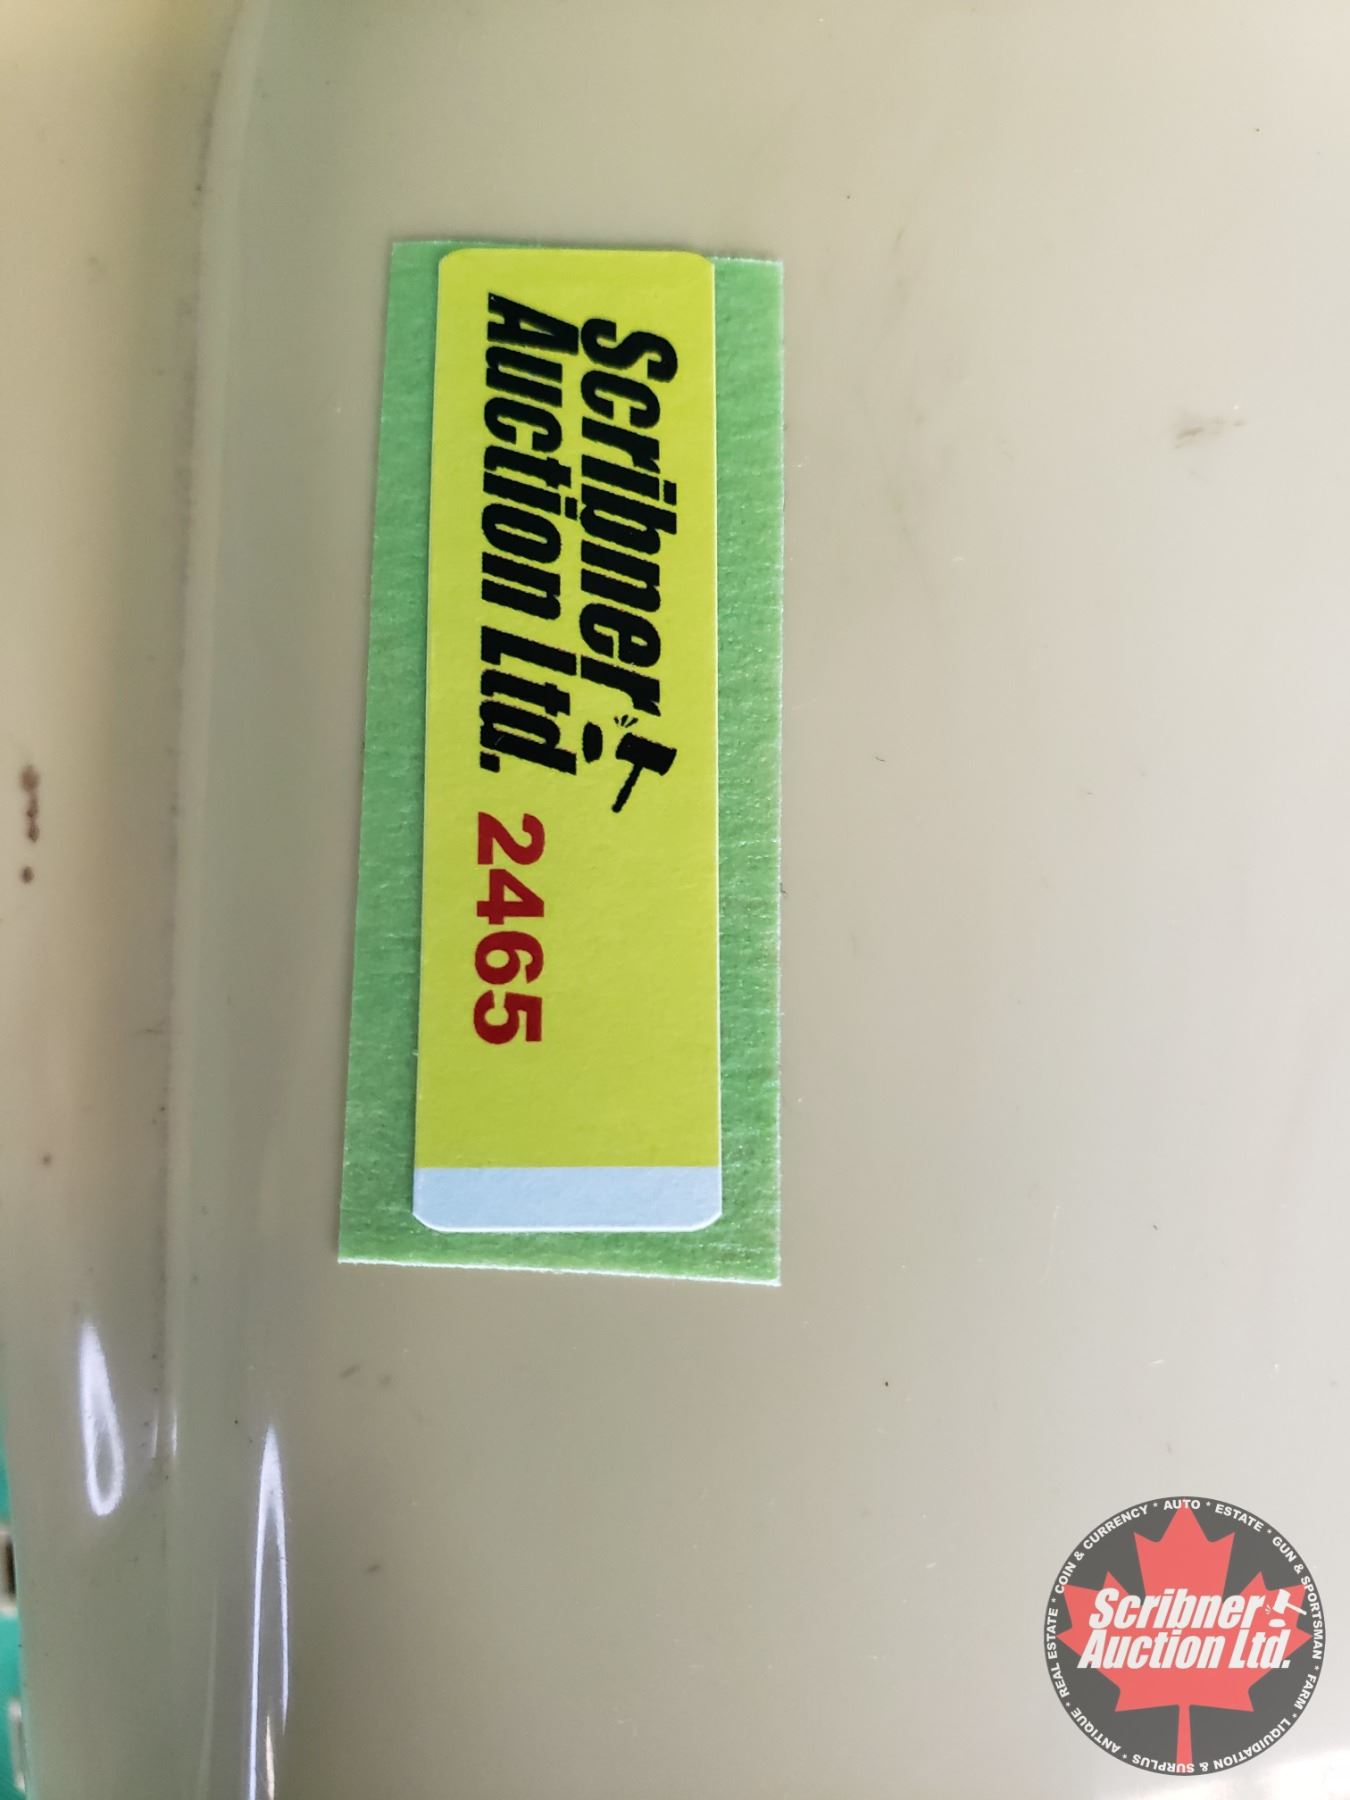 Scribner
Auction Ltd. 2465
COIN & CURRENCY * AUTO * ESTATE * GUN & SPORTSMAN * FARM * LIQUIDATION & SURPLUS * ANTIQUE * REAL ESTATE *
Scribner
Auction Ltd.